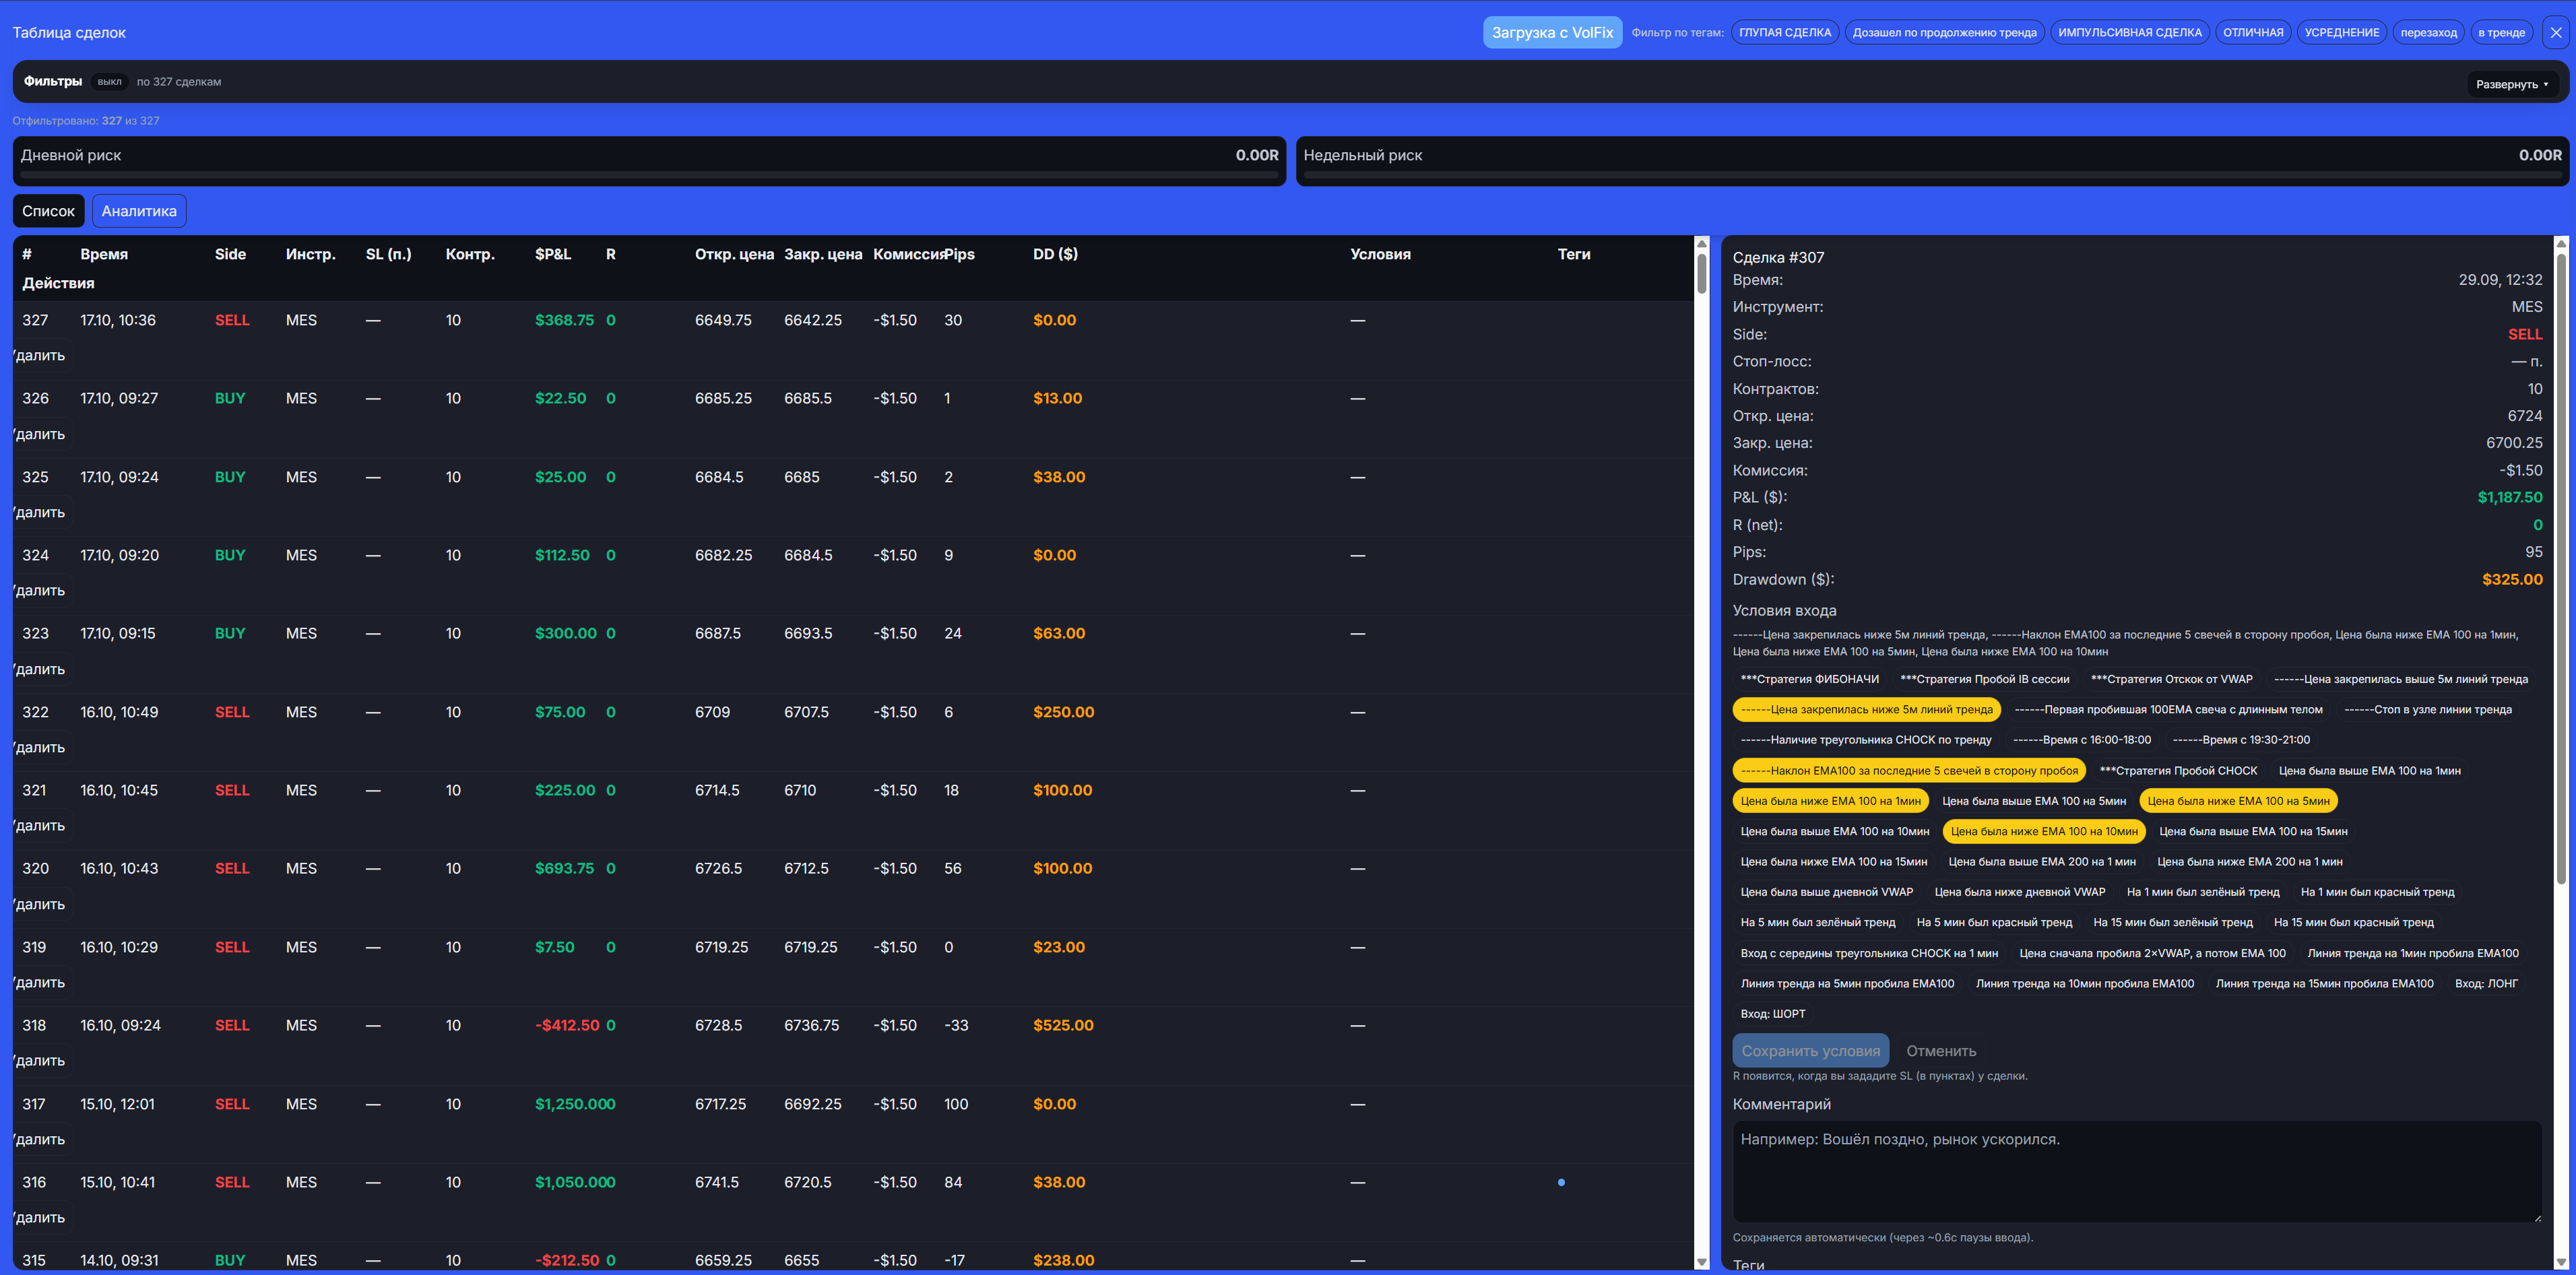 Таблица сделок
Загрузка с VolFix Фильтр по тегам: ГЛУПАЯ СДЕЛКА Дозашел по продолжению тренда ИМПУЛЬСИВНАЯ СДЕЛКА ОТЛИЧНАЯ УСРЕДНЕНИЕ перезаход в тренде
Фильтры выкл по 327 сделкам
Развернуть
Отфильтровано: 327 из 327
Дневной риск 0.00R
Недельный риск 0.00R
Список Аналитика
# Время Side Инстр. SL (п.) Контр. $P&L R Откр. цена Закр. цена Комиссия Pips DD ($) Условия Теги
Действия
327 17.10, 10:36 SELL MES — 10 $368.75 0 6649.75 6642.25 -$1.50 30 $0.00 —
далить
326 17.10, 09:27 BUY MES — 10 $22.50 0 6685.25 6685.5 -$1.50 1 $13.00 —
далить
325 17.10, 09:24 BUY MES — 10 $25.00 0 6684.5 6685 -$1.50 2 $38.00 —
далить
324 17.10, 09:20 BUY MES — 10 $112.50 0 6682.25 6684.5 -$1.50 9 $0.00 —
далить
323 17.10, 09:15 BUY MES — 10 $300.00 0 6687.5 6693.5 -$1.50 24 $63.00 —
далить
322 16.10, 10:49 SELL MES — 10 $75.00 0 6709 6707.5 -$1.50 6 $250.00 —
далить
321 16.10, 10:45 SELL MES — 10 $225.00 0 6714.5 6710 -$1.50 18 $100.00 —
далить
320 16.10, 10:43 SELL MES — 10 $693.75 0 6726.5 6712.5 -$1.50 56 $100.00 —
далить
319 16.10, 10:29 SELL MES — 10 $7.50 0 6719.25 6719.25 -$1.50 0 $23.00 —
далить
318 16.10, 09:24 SELL MES — 10 -$412.50 0 6728.5 6736.75 -$1.50 -33 $525.00 —
далить
317 15.10, 12:01 SELL MES — 10 $1,250.00 0 6717.25 6692.25 -$1.50 100 $0.00 —
далить
316 15.10, 10:41 SELL MES — 10 $1,050.00 0 6741.5 6720.5 -$1.50 84 $38.00 —
далить
315 14.10, 09:31 BUY MES — 10 -$212.50 0 6659.25 6655 -$1.50 -17 $238.00 —
Сделка #307
Время: 29.09, 12:32
Инструмент: MES
Side: SELL
Стоп-лосс: — п.
Контрактов: 10
Откр. цена: 6724
Закр. цена: 6700.25
Комиссия: -$1.50
P&L ($): $1,187.50
R (net): 0
Pips: 95
Drawdown ($): $325.00
Условия входа
------Цена закрепилась ниже 5м линий тренда, ------Наклон EMA100 за последние 5 свечей в сторону пробоя, Цена была ниже EMA 100 на 1мин,
Цена была ниже EMA 100 на 5мин, Цена была ниже EMA 100 на 10мин
***Стратегия ФИБОНАЧИ ***Стратегия Пробой IB сессии ***Стратегия Отскок от VWAP ------Цена закрепилась выше 5м линий тренда
------Цена закрепилась ниже 5м линий тренда ------Первая пробившая 100EMA свеча с длинным телом ------Стоп в узле линии тренда
------Наличие треугольника CHOCK по тренду ------Время с 16:00-18:00 ------Время с 19:30-21:00
------Наклон EMA100 за последние 5 свечей в сторону пробоя ***Стратегия Пробой CHOCK Цена была выше EMA 100 на 1мин
Цена была ниже EMA 100 на 1мин Цена была выше EMA 100 на 5мин Цена была ниже EMA 100 на 5мин
Цена была выше EMA 100 на 10мин Цена была ниже EMA 100 на 10мин Цена была выше EMA 100 на 15мин
Цена была ниже EMA 100 на 15мин Цена была выше EMA 200 на 1 мин Цена была ниже EMA 200 на 1 мин
Цена была выше дневной VWAP Цена была ниже дневной VWAP На 1 мин был зелёный тренд На 1 мин был красный тренд
На 5 мин был зелёный тренд На 5 мин был красный тренд На 15 мин был зелёный тренд На 15 мин был красный тренд
Вход с середины треугольника CHOCK на 1 мин Цена сначала пробила 2×VWAP, а потом EMA 100 Линия тренда на 1мин пробила EMA100
Линия тренда на 5мин пробила EMA100 Линия тренда на 10мин пробила EMA100 Линия тренда на 15мин пробила EMA100 Вход: ЛОНГ
Вход: ШОРТ
Сохранить условия Отменить
R появится, когда вы зададите SL (в пунктах) у сделки.
Комментарий
Например: Вошёл поздно, рынок ускорился.
Сохраняется автоматически (через ~0.6с паузы ввода).
Теги